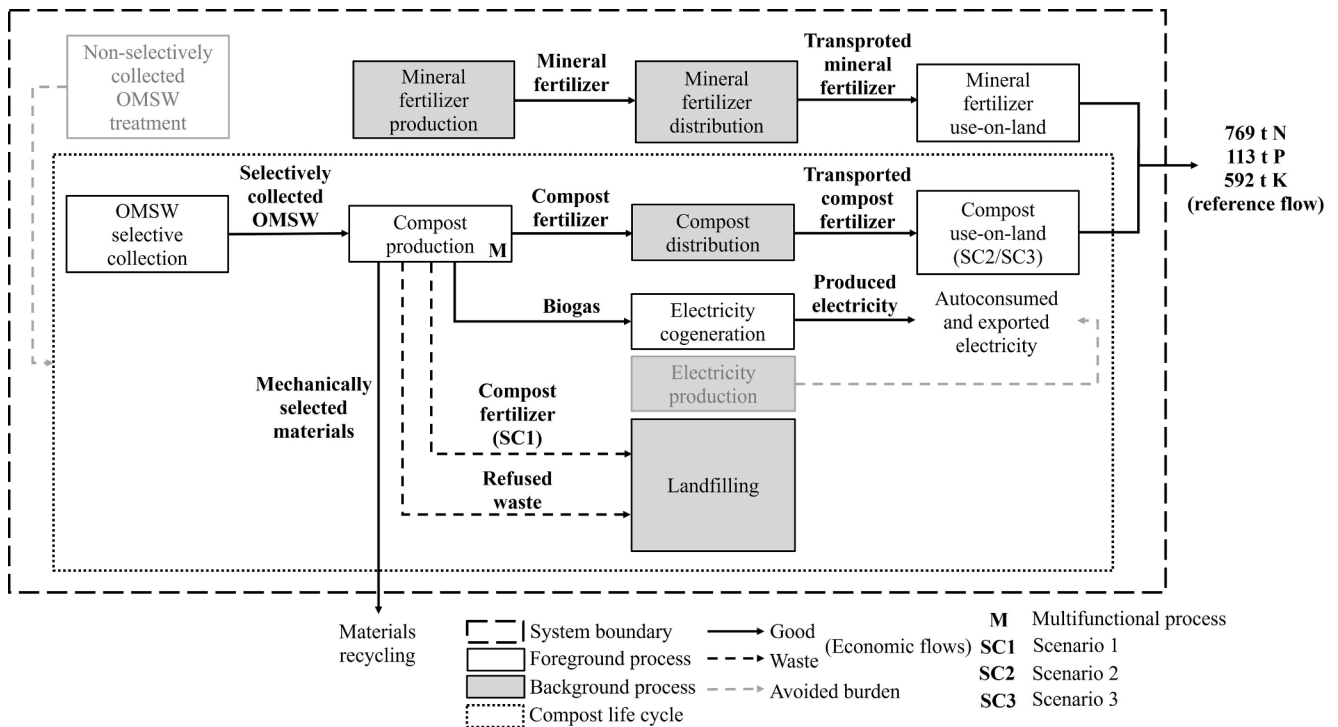 Non-selectively
collected
OMSW
treatment
Mineral
fertilizer
production
Mineral
fertilizer
Mineral
fertilizer
distribution
Transproted
mineral
fertilizer
Mineral
fertilizer
use-on-land
769 t N
113 t P
592 t K
(reference flow)
OMSW
selective
collection
Selectively
collected
OMSW
Compost
production
M
Compost
fertilizer
Compost
distribution
Transported
compost
fertilizer
Compost
use-on-land
(SC2/SC3)
Biogas
Electricity
cogeneration
Produced
electricity
Autoconsumed
and exported
electricity
Electricity
production
Mechanically
selected
materials
Compost
fertilizer
(SC1)
Refused
waste
Landfilling
Materials
recycling
System boundary
Foreground process
Background process
Compost life cycle
Good
(Economic flows)
Waste
Avoided burden
M Multifunctional process
SC1 Scenario 1
SC2 Scenario 2
SC3 Scenario 3